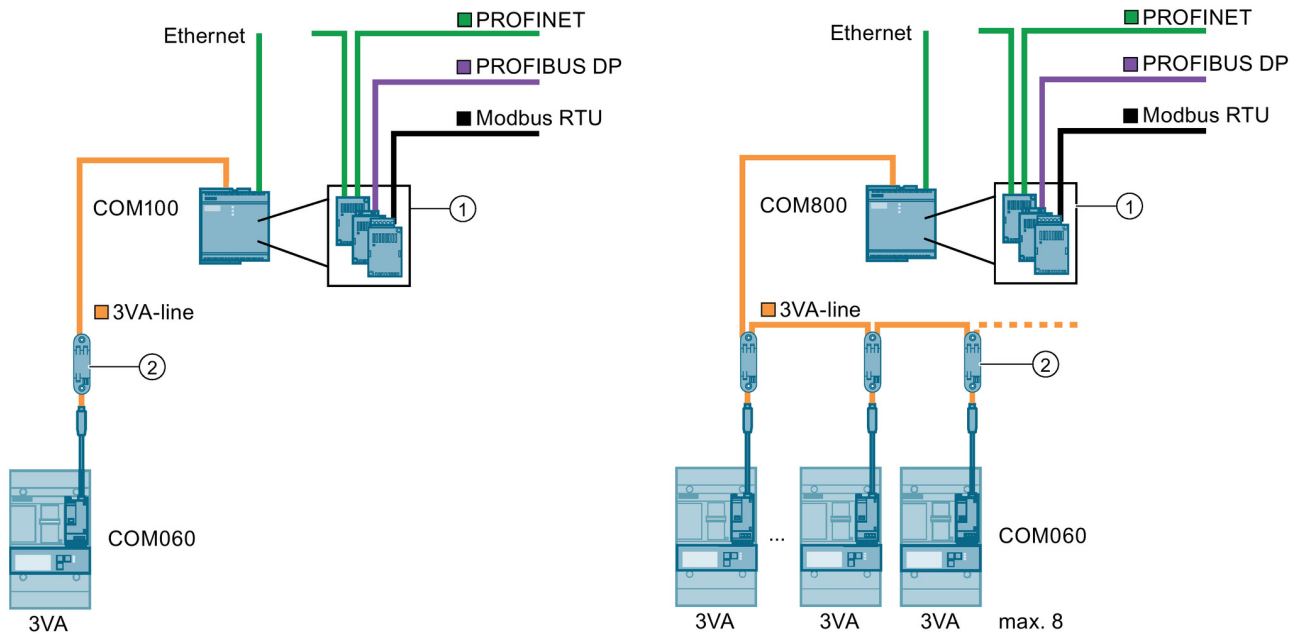 Ethernet
PROFINET
PROFIBUS DP
Modbus RTU
COM100
1
3VA-line
2
COM060
3VA
Ethernet
PROFINET
PROFIBUS DP
Modbus RTU
COM800
1
3VA-line
2
...
COM060
3VA 3VA 3VA max. 8